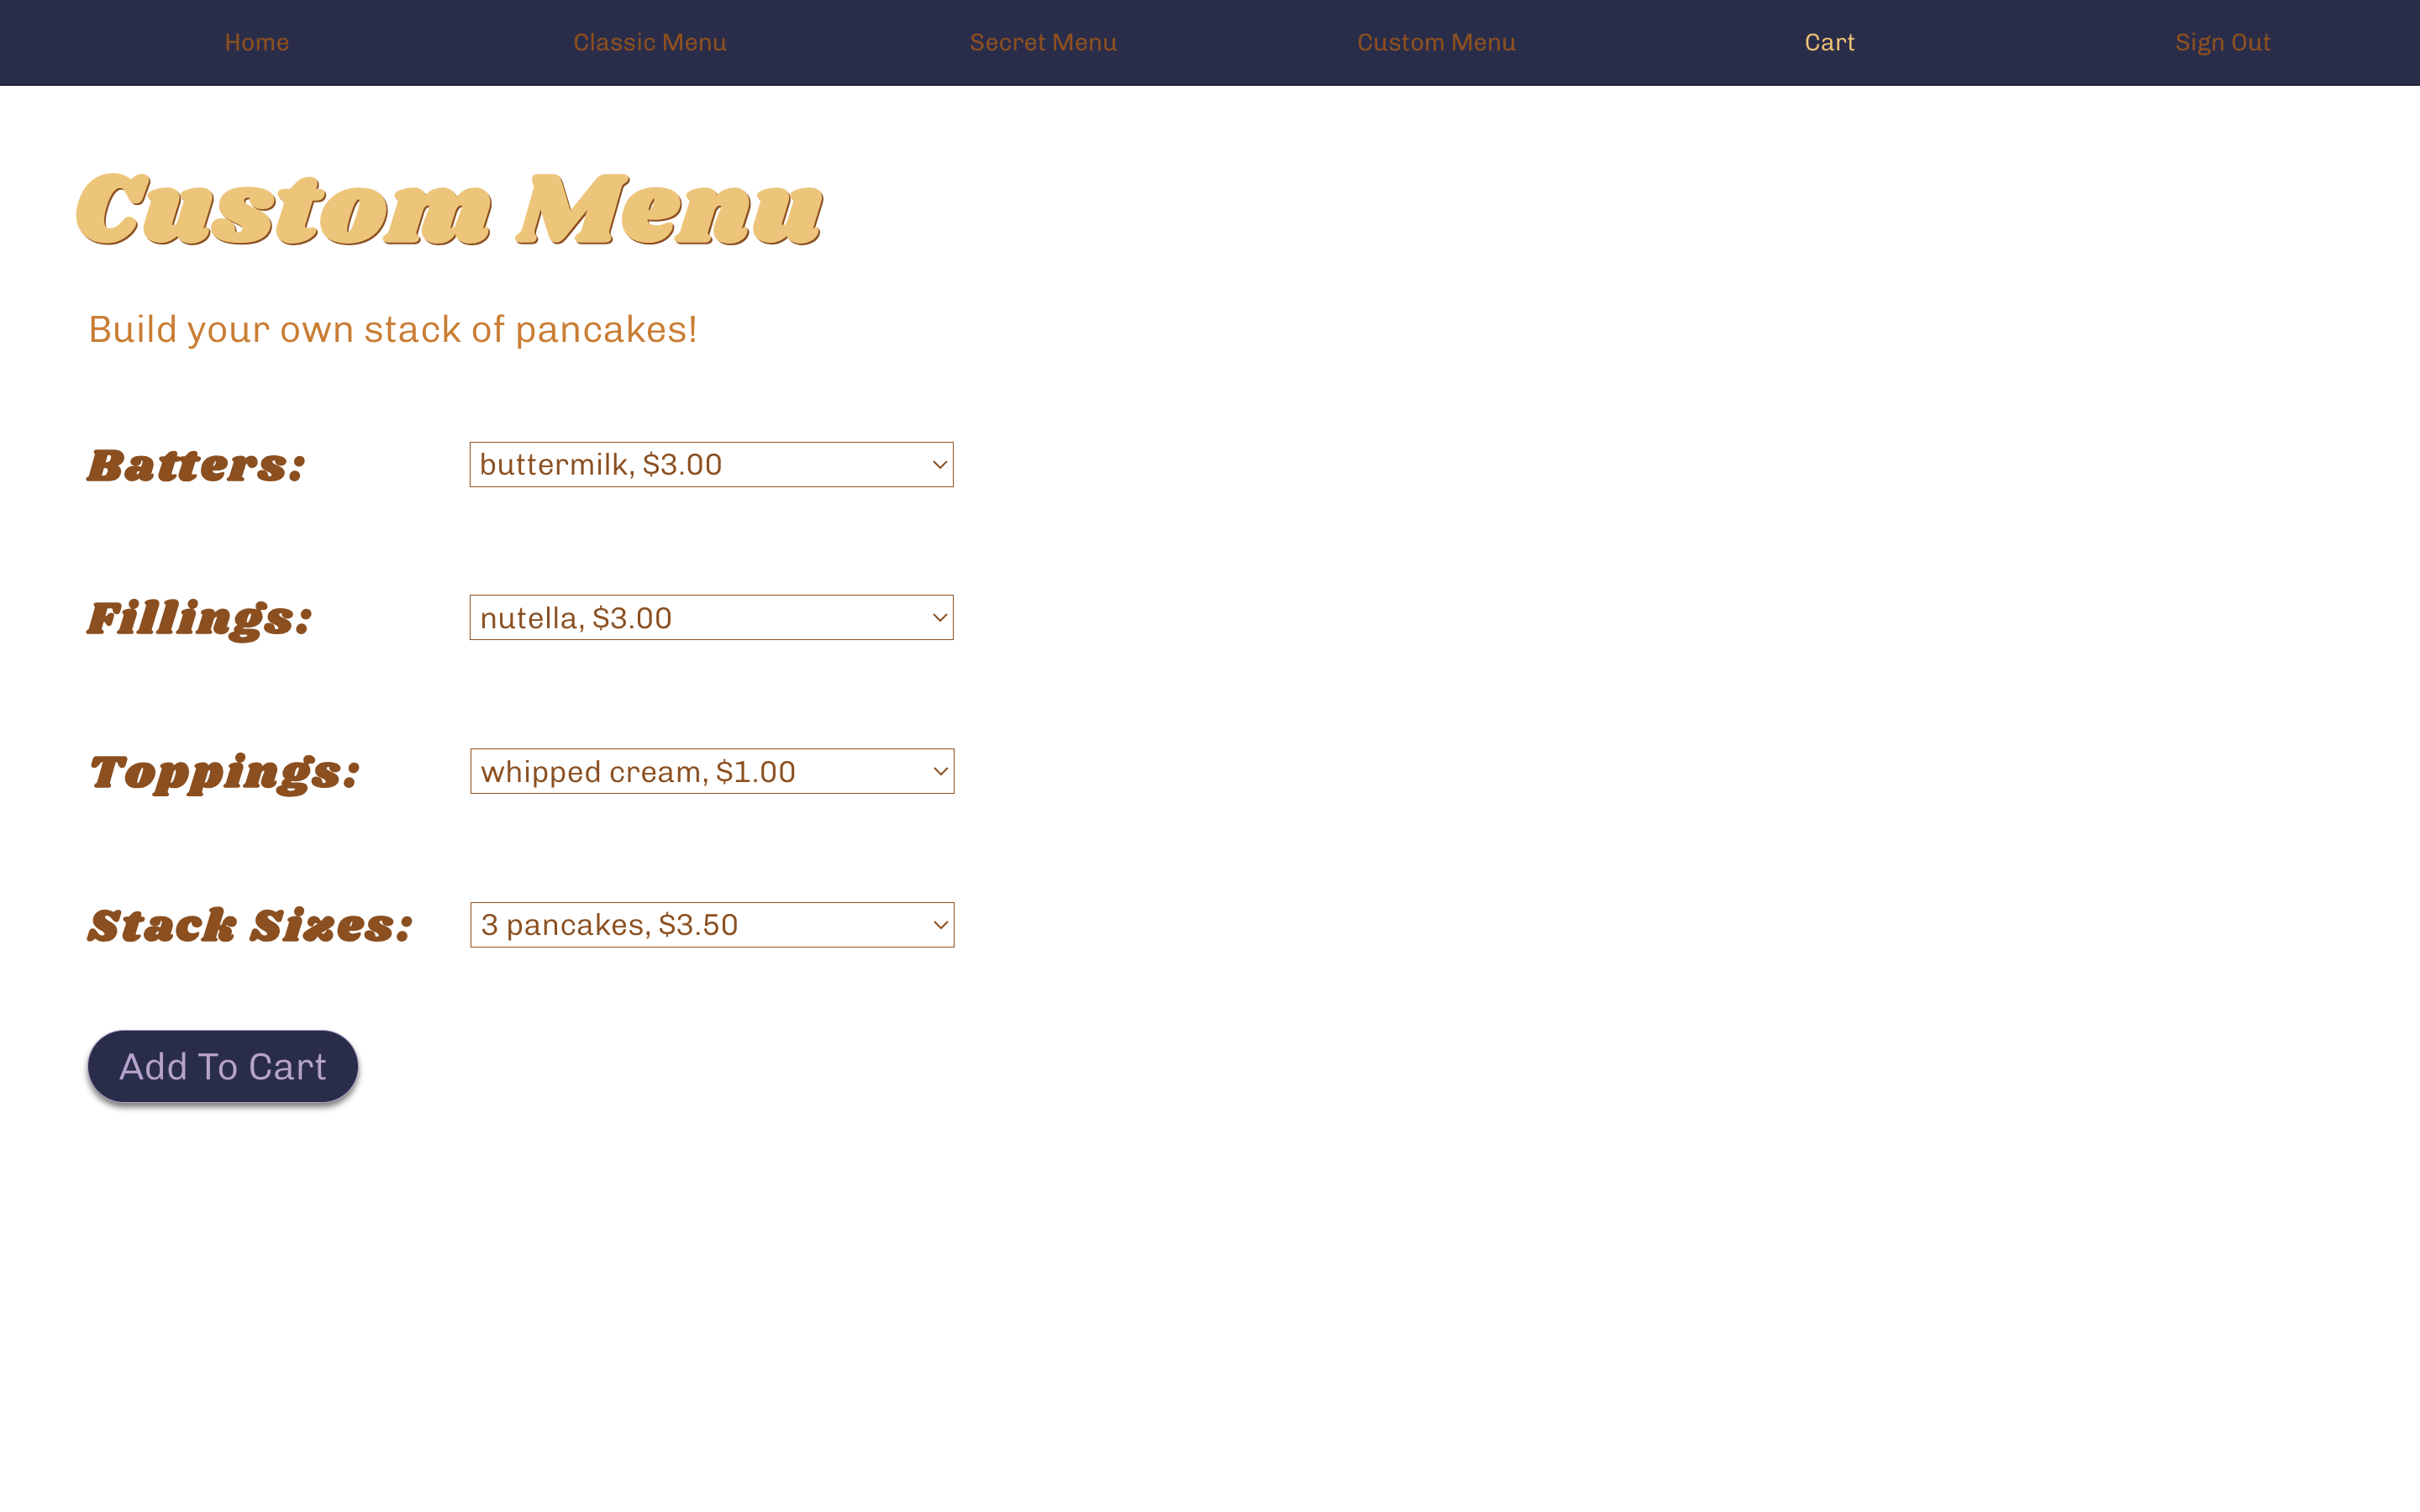 Home Classic Menu Secret Menu Custom Menu Cart Sign Out
Custom Menu
Build your own stack of pancakes!
Batters: buttermilk, $3.00
Fillings: nutella, $3.00
Toppings: whipped cream, $1.00
Stack Sizes: 3 pancakes, $3.50
Add To Cart